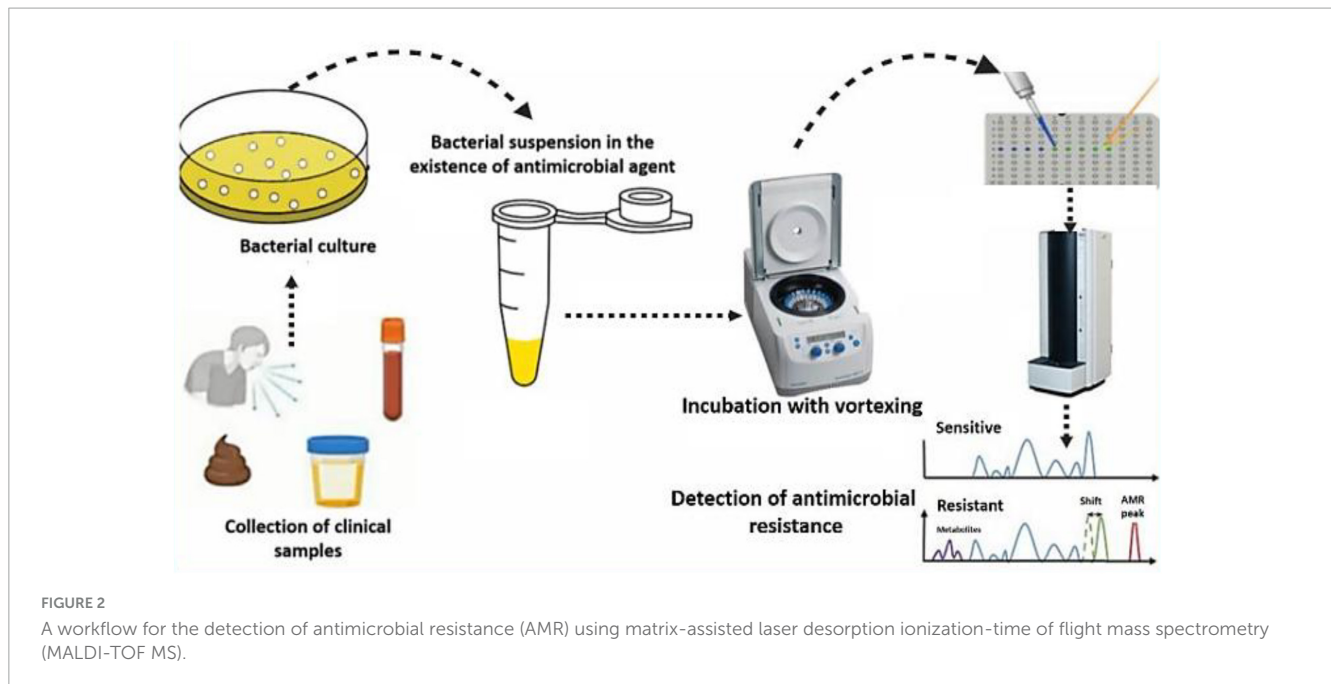 Bacterial suspension in the
existence of antimicrobial agent
Bacterial culture
Incubation with vortexing
Collection of clinical
samples
Detection of antimicrobial
resistance
Sensitive
Resistant
Metabolites
Shift
AMR
peak
FIGURE 2
A workflow for the detection of antimicrobial resistance (AMR) using matrix-assisted laser desorption ionization-time of flight mass spectrometry
(MALDI-TOF MS).